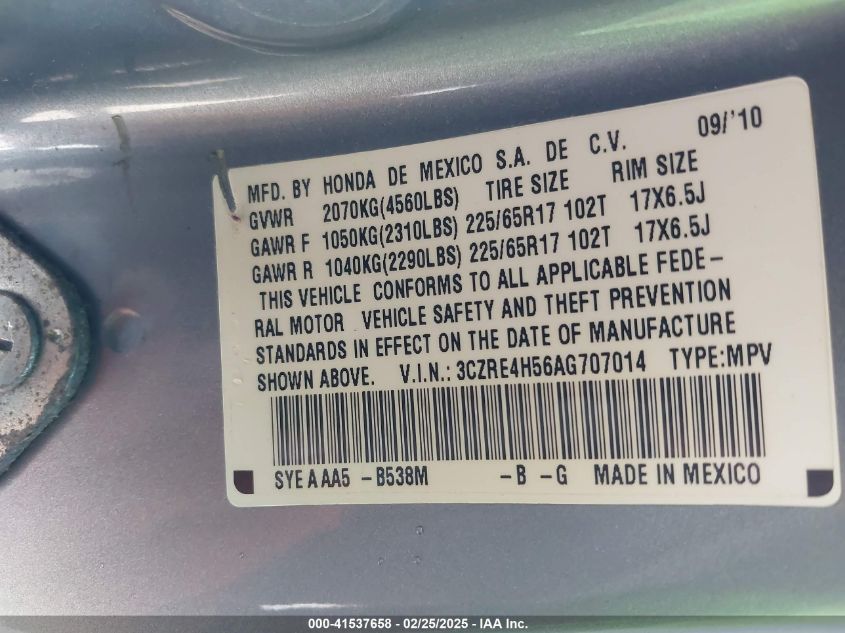 09/'10
MFD. BY HONDA DE MEXICO S.A. DE C.V.
GVWR 2070KG(4560LBS) TIRE SIZE RIM SIZE
GAWR F 1050KG(2310LBS) 225/65R17 102T 17X6.5J
GAWR R 1040KG(2290LBS) 225/65R17 102T 17X6.5J
THIS VEHICLE CONFORMS TO ALL APPLICABLE FEDE-
RAL MOTOR VEHICLE SAFETY AND THEFT PREVENTION
STANDARDS IN EFFECT ON THE DATE OF MANUFACTURE
SHOWN ABOVE. V.I.N.: 3CZRE4H56AG707014 TYPE:MPV
SYE A AA5 -B538M -B -G MADE IN MEXICO
000-41537658 - 02/25/2025 - IAA Inc.